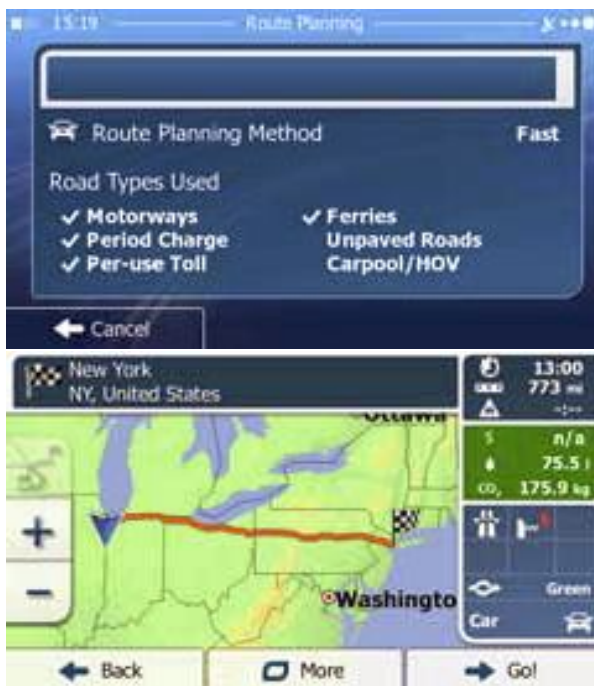 15:19 Route Planning
Route Planning Method Fast
Road Types Used
Motorways Ferries
Period Charge Unpaved Roads
Per-use Toll Carpool/HOV
Cancel
New York
NY, United States
13:00
773 mi
-:--
Ottawa
S n/a
75.5 l
CO₂ 175.9 kg
Washingto
Green
Car
Back More Go!